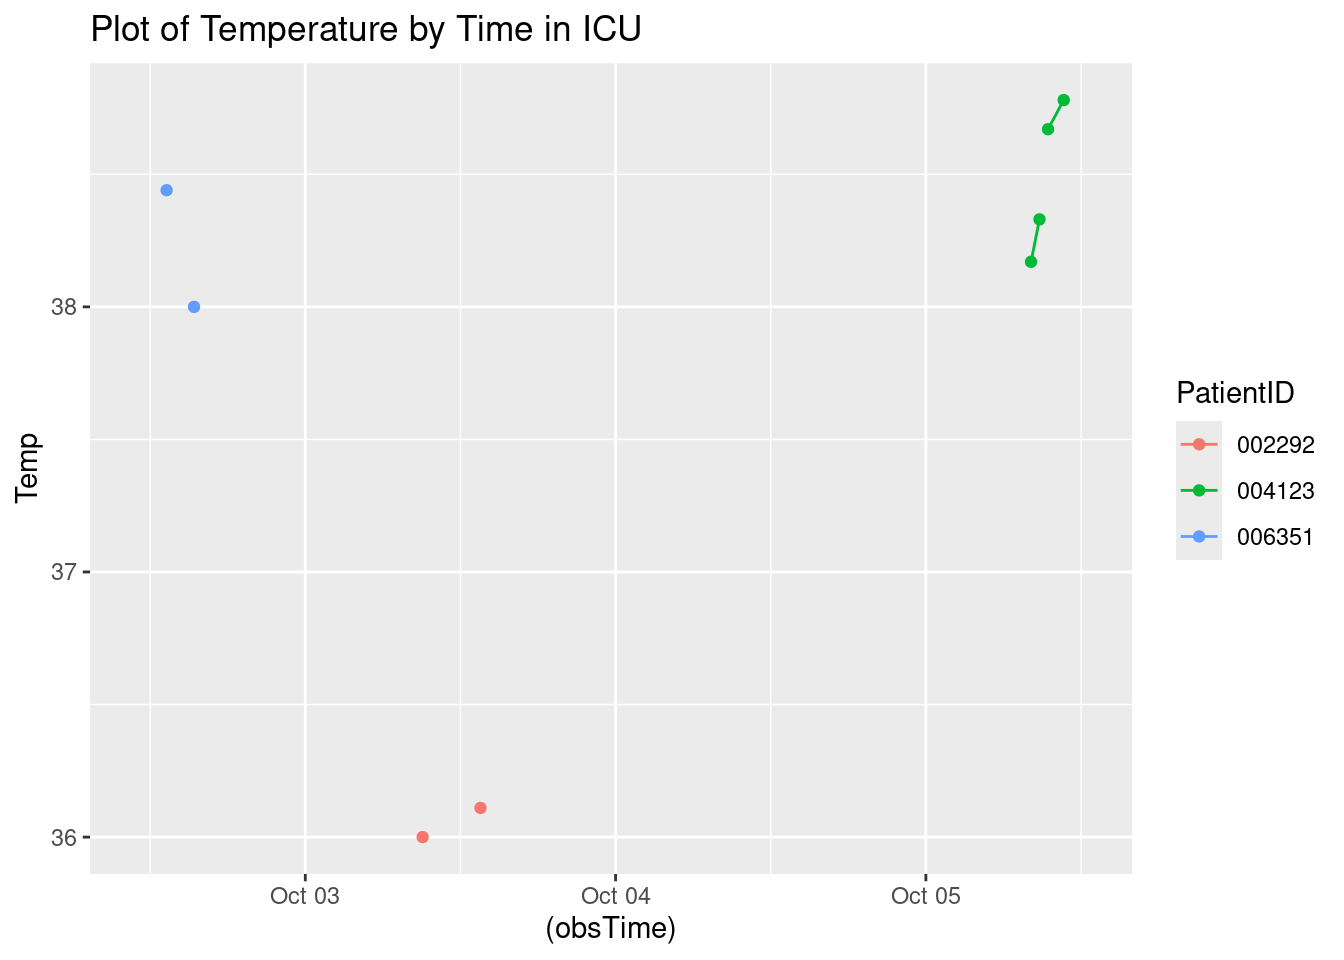 Plot of Temperature by Time in ICU
Temp
38
37
36
Oct 03
Oct 04
Oct 05
(obsTime)
PatientID
002292
004123
006351